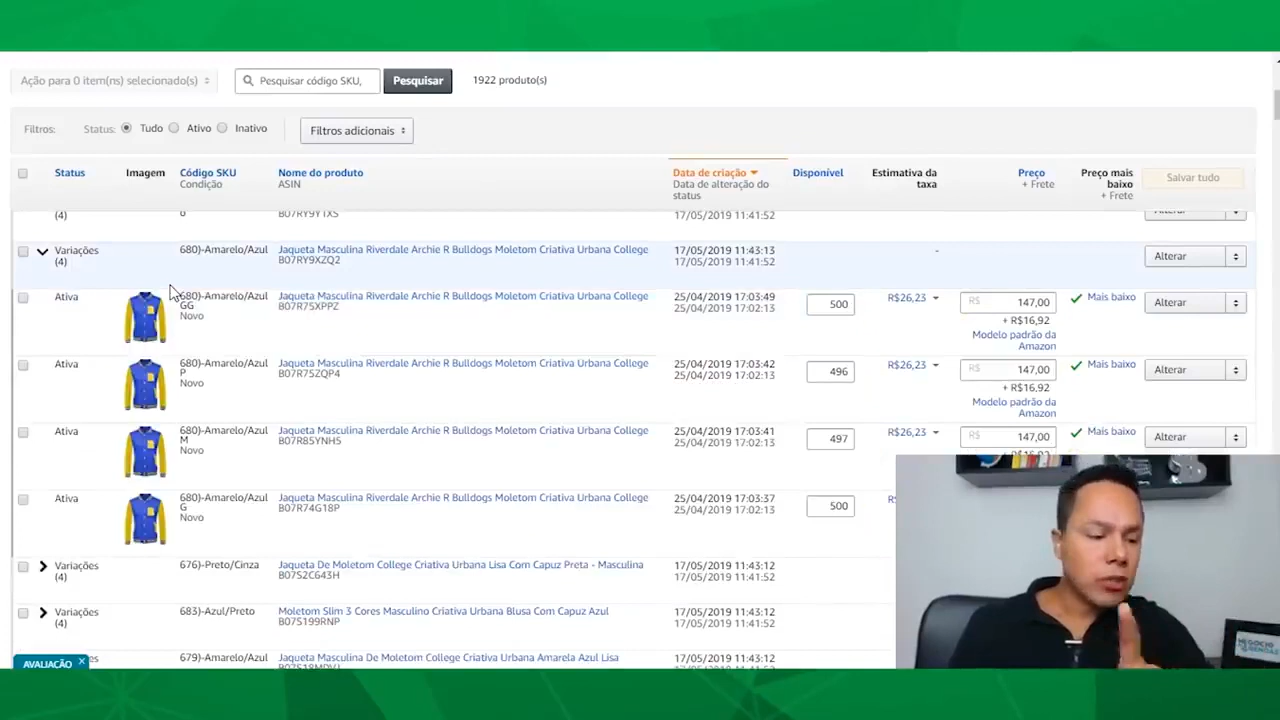 Ação para 0 item(ns) selecionado(s) Pesquisar código SKU, Pesquisar 1922 produto(s)
Filtros: Status: Tudo Ativo Inativo Filtros adicionais
Status Imagem Código SKU Nome do produto Data de criação Disponível Estimativa da Preço Preço mais Salvar tudo
Condição ASIN Data de alteração do taxa + Frete baixo
status + Frete
(4) B07RY9Y1XS 17/05/2019 11:41:52 Alterar
Variações 680)-Amarelo/Azul Jaqueta Masculina Riverdale Archie R Bulldogs Moletom Criativa Urbana College 17/05/2019 11:43:13 - Alterar
(4) B07RY9XZQ2 17/05/2019 11:41:52
Ativa 680)-Amarelo/Azul Jaqueta Masculina Riverdale Archie R Bulldogs Moletom Criativa Urbana College 25/04/2019 17:03:49 500 R$26,23 R$ 147,00 Mais baixo Alterar
GG B07R75XPPZ 25/04/2019 17:02:13
Novo + R$16,92
Modelo padrão da
Amazon
Ativa 680)-Amarelo/Azul Jaqueta Masculina Riverdale Archie R Bulldogs Moletom Criativa Urbana College 25/04/2019 17:03:42 496 R$26,23 R$ 147,00 Mais baixo Alterar
P B07R75ZQP4 25/04/2019 17:02:13
Novo + R$16,92
Modelo padrão da
Amazon
Ativa 680)-Amarelo/Azul Jaqueta Masculina Riverdale Archie R Bulldogs Moletom Criativa Urbana College 25/04/2019 17:03:41 497 R$26,23 R$ 147,00 Mais baixo Alterar
M B07R85YNHS 25/04/2019 17:02:13
Novo + R$16,92
Ativa 680)-Amarelo/Azul Jaqueta Masculina Riverdale Archie R Bulldogs Moletom Criativa Urbana College 25/04/2019 17:03:37 500
G B07R74G18P 25/04/2019 17:02:13
Novo
Variações 676)-Preto/Cinza Jaqueta De Moletom College Criativa Urbana Lisa Com Capuz Preta - Masculina 17/05/2019 11:43:12
(4) B07S2C643H 17/05/2019 11:41:52
Variações 683)-Azul/Preto Moletom Slim 3 Cores Masculino Criativa Urbana Blusa Com Capuz Azul 17/05/2019 11:43:12
(4) B07S199RNP 17/05/2019 11:41:52
AVALIAÇÃO 679)-Amarelo/Azul Jaqueta Masculina De Moletom College Criativa Urbana Amarela Azul Lisa 17/05/2019 11:43:12